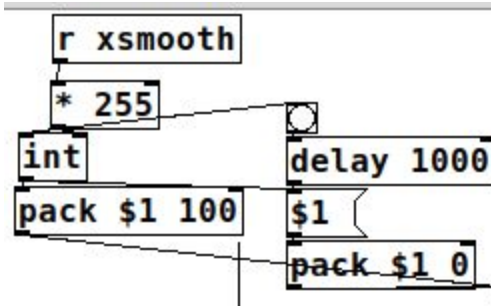 r xsmooth
* 255
int
delay 1000
pack $1 100
$1
pack $1 0